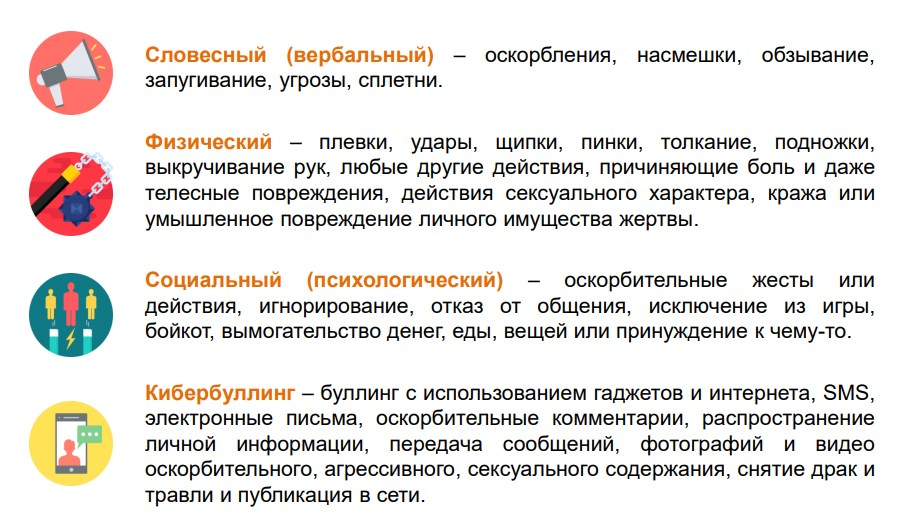 Словесный (вербальный) – оскорбления, насмешки, обзывание,
запугивание, угрозы, сплетни.
Физический – плевки, удары, щипки, пинки, толкание, подножки,
выкручивание рук, любые другие действия, причиняющие боль и даже
телесные повреждения, действия сексуального характера, кража или
умышленное повреждение личного имущества жертвы.
Социальный (психологический) – оскорбительные жесты или
действия, игнорирование, отказ от общения, исключение из игры,
бойкот, вымогательство денег, еды, вещей или принуждение к чему-то.
Кибербуллинг – буллинг с использованием гаджетов и интернета, SMS,
электронные письма, оскорбительные комментарии, распространение
личной информации, передача сообщений, фотографий и видео
оскорбительного, агрессивного, сексуального содержания, снятие драк и
травли и публикация в сети.